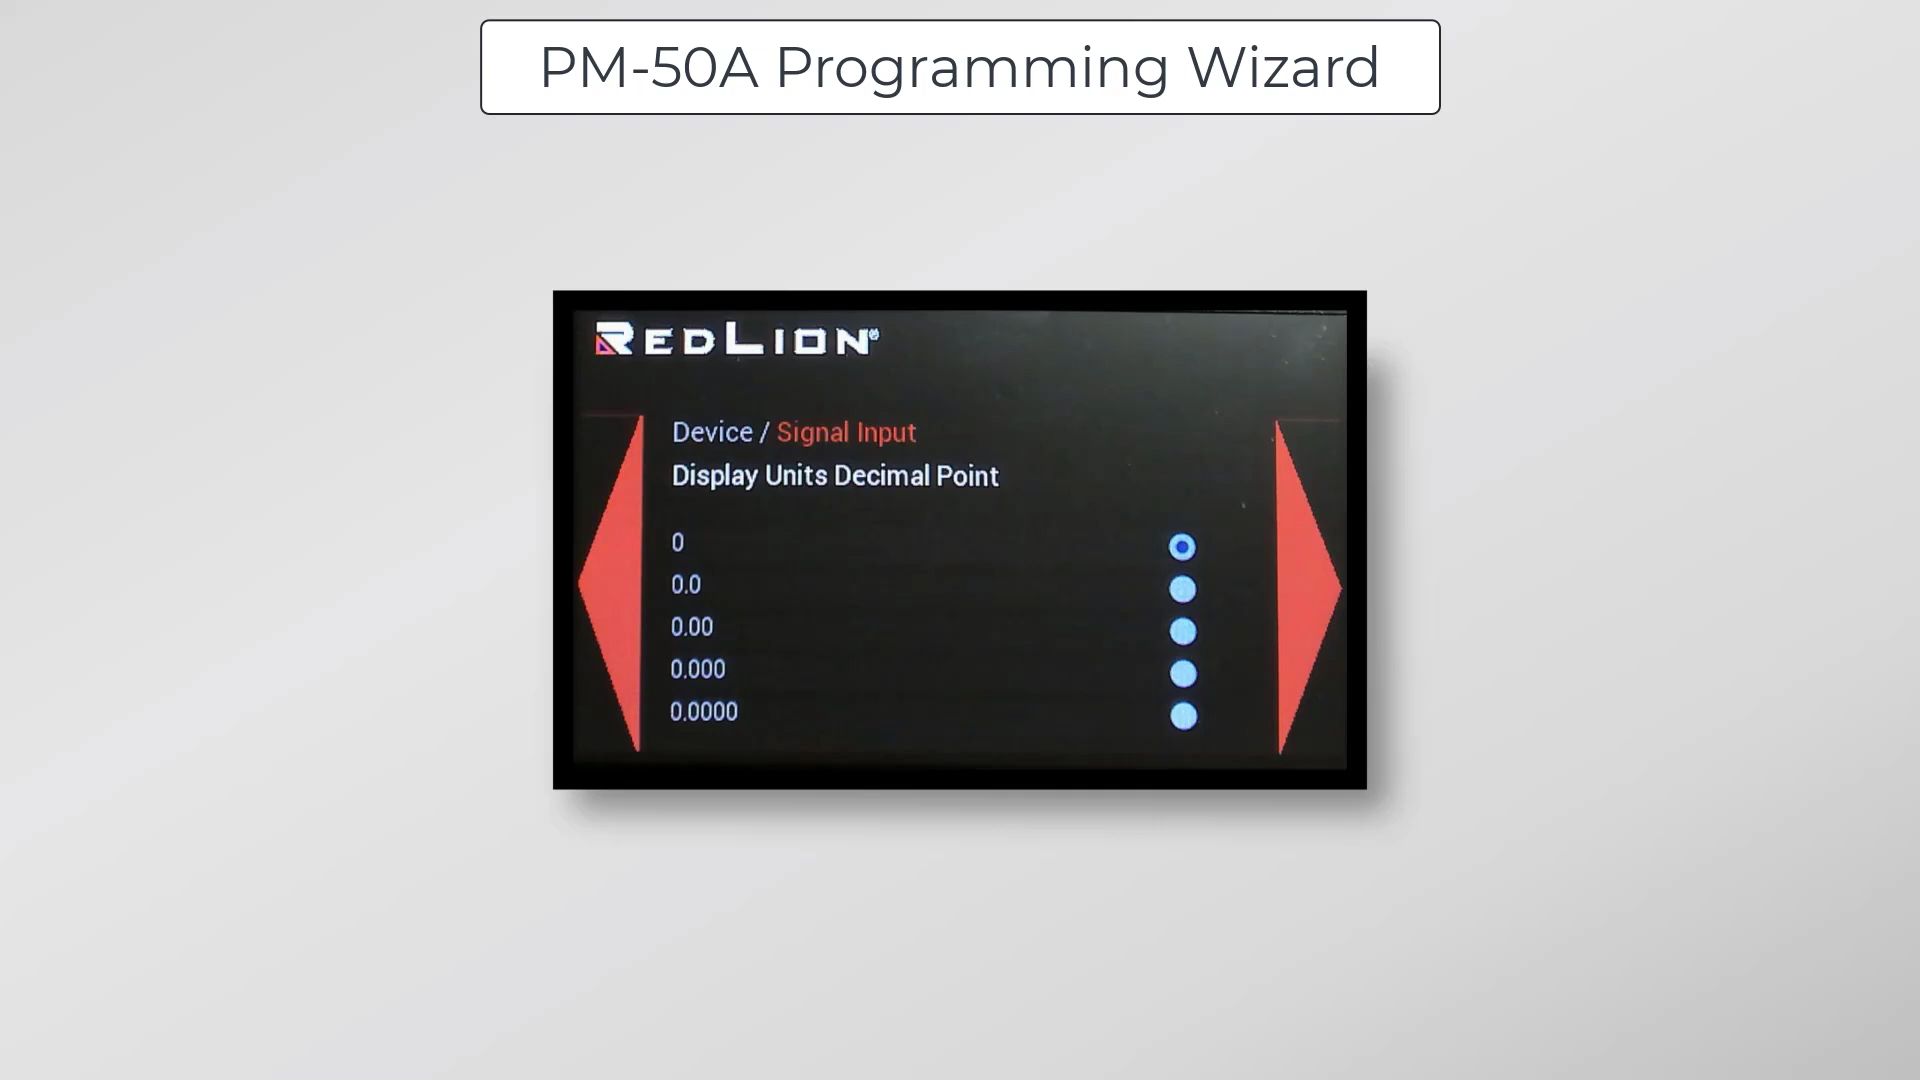 PM-50A Programming Wizard
REDLION®
Device / Signal Input
Display Units Decimal Point
0
0.0
0.00
0.000
0.0000